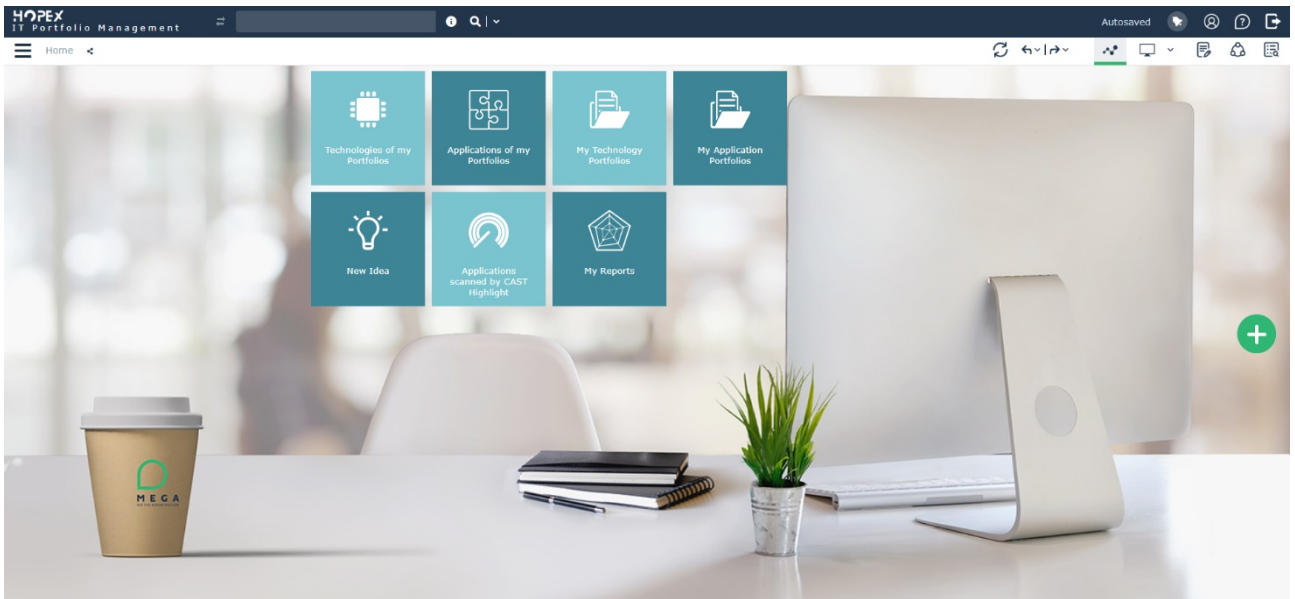 HOPEX
IT Portfolio Management
Autosaved
Home
Technologies of my
Portfolios
Applications of my
Portfolios
My Technology
Portfolios
My Application
Portfolios
New Idea
Applications
scanned by CAST
Highlight
My Reports
MEGA